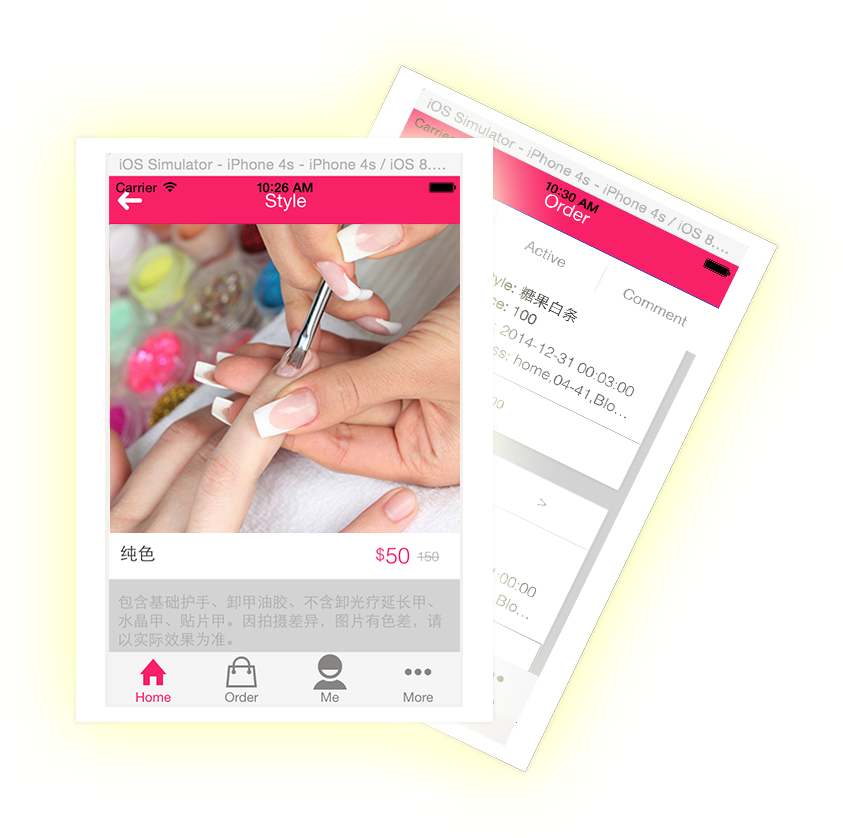 iOS Simulator - iPhone 4s - iPhone 4s / iOS 8....
Carrier 10:26 AM
Style
纯色 $50 150
包含基础护手、卸甲油胶、不含卸光疗延长甲、
水晶甲、贴片甲。因拍摄差异，图片有色差，请
以实际效果为准。
Home Order Me More
iOS Simulator - iPhone 4s - iPhone 4s / iOS 8....
Carrier 10:30 AM
Order
Active Comment
tyle: 糖果白条
ce: 100
: 2014-12-31 00:03:00
ss: home,04-41,Blo...
00
>
:00:00
Blo...